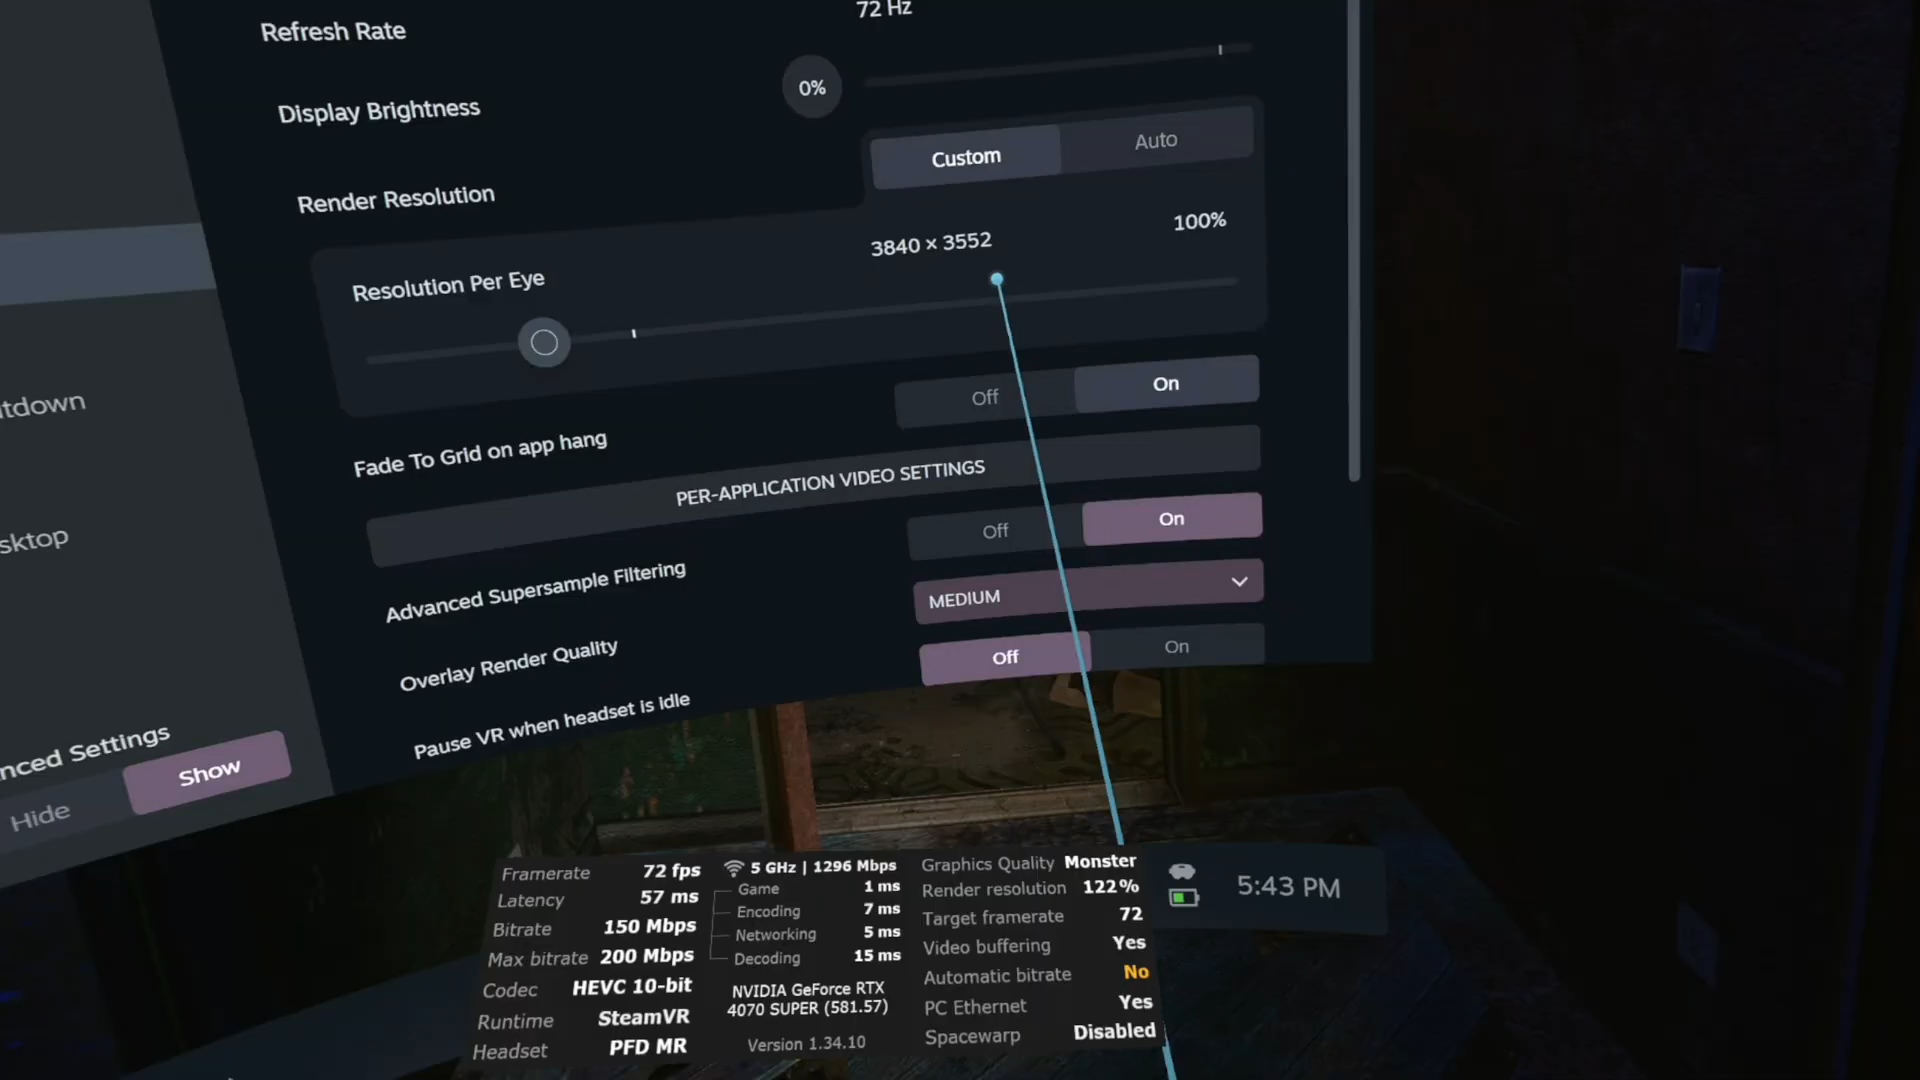 72 Hz
Refresh Rate
0%
Display Brightness
Custom
Auto
Render Resolution
100%
3840 × 3552
Resolution Per Eye
Off
On
Fade To Grid on app hang
PER-APPLICATION VIDEO SETTINGS
Off
On
Advanced Supersample Filtering
MEDIUM
Overlay Render Quality
Off
On
Pause VR when headset is idle
tdown
sktop
nced Settings
Hide
Show
Framerate 72 fps
Latency 57 ms
Bitrate 150 Mbps
Max bitrate 200 Mbps
Codec HEVC 10-bit
Runtime SteamVR
Headset PFD MR
5 GHz | 1296 Mbps
Game 1 ms
Encoding 7 ms
Networking 5 ms
Decoding 15 ms
NVIDIA GeForce RTX
4070 SUPER (581.57)
Version 1.34.10
Graphics Quality Monster
Render resolution 122%
Target framerate 72
Video buffering Yes
Automatic bitrate No
PC Ethernet Yes
Spacewarp Disabled
5:43 PM